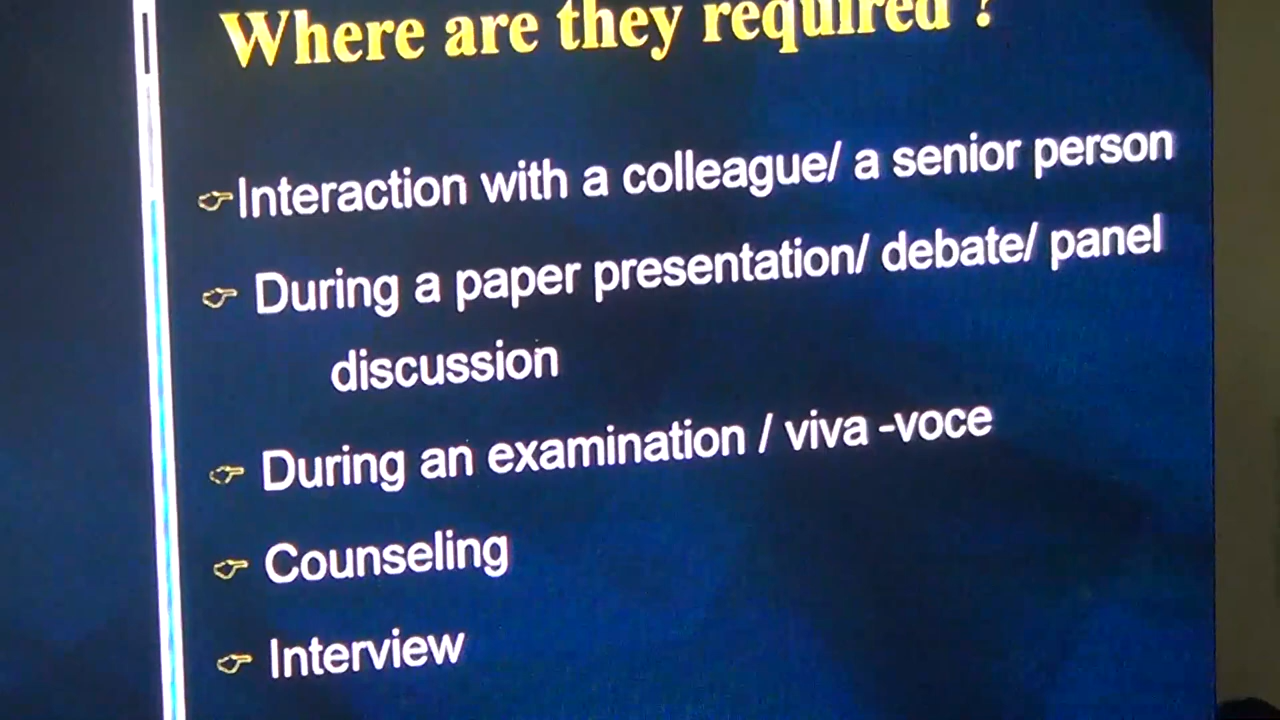 Where are they required ?
Interaction with a colleague/ a senior person
During a paper presentation/ debate/ panel
discussion
During an examination / viva -voce
Counseling
Interview